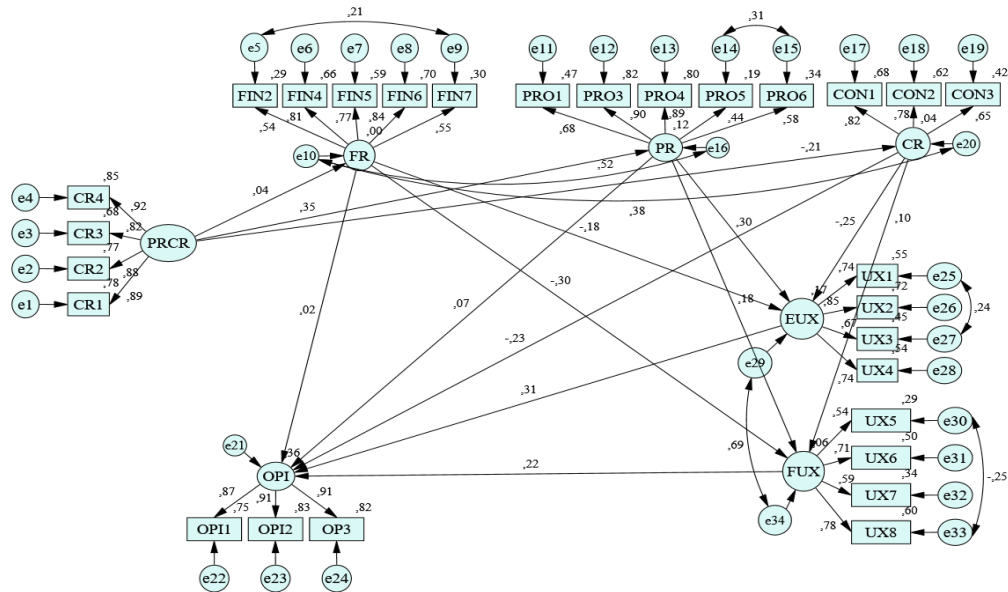 ,21 ,31
e5 e6 e7 e8 e9 e11 e12 e13 e14 e15 e17 e18 e19
,29 ,66 ,59 ,70 ,30 ,47 ,82 ,80 ,19 ,34 ,68 ,62 ,42
FIN2 FIN4 FIN5 FIN6 FIN7 PRO1 PRO3 PRO4 PRO5 PRO6 CON1 CON2 CON3
,54 ,81 ,77 ,84 ,55 ,68 ,90 ,89 ,44 ,58 ,82 ,78 ,65
,00 ,12 ,04
e10 FR PR e16 CR e20
,52 -,21
,04 ,35 ,38
,85
e4 CR4 ,92
,68
e3 CR3 ,82
PRCR
,77
e2 CR2 ,88
,78
e1 CR1 ,89
-,18 ,30 -,25 ,10
,02 ,07 -,30 -,23 ,18
,55
,74 UX1 e25
,17 ,72
EUX ,85 UX2 e26 ,24
,45
,67 UX3 e27
,54
,74 UX4 e28
e29
,31
,69
,29
,54 UX5 e30
,06 ,50
FUX ,71 UX6 e31 -,25
,34
,59 UX7 e32
,60
,78 UX8 e33
e34
,22
e21 ,36
OPI
,87 ,91 ,91
,75 ,83 ,82
OPI1 OPI2 OP3
e22 e23 e24